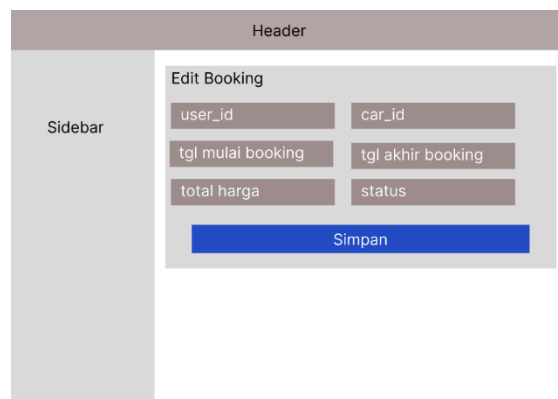 Header
Sidebar
Edit Booking
user_id
car_id
tgl mulai booking
tgl akhir booking
total harga
status
Simpan